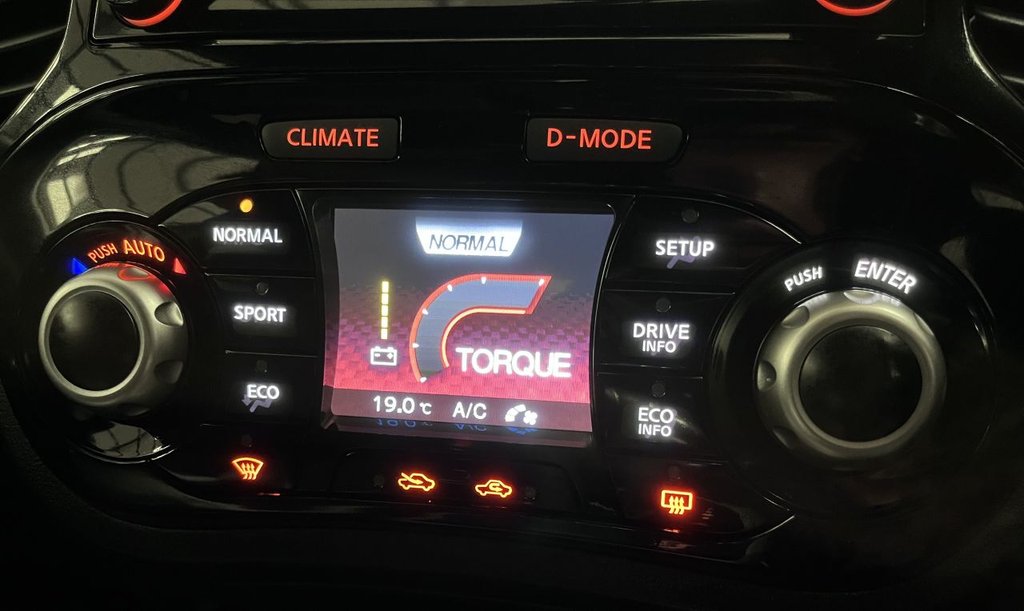 CLIMATE
D-MODE
PUSH AUTO
NORMAL
SPORT
ECO
NORMAL
TORQUE
19.0 °C A/C
SETUP
DRIVE
INFO
ECO
INFO
PUSH ENTER